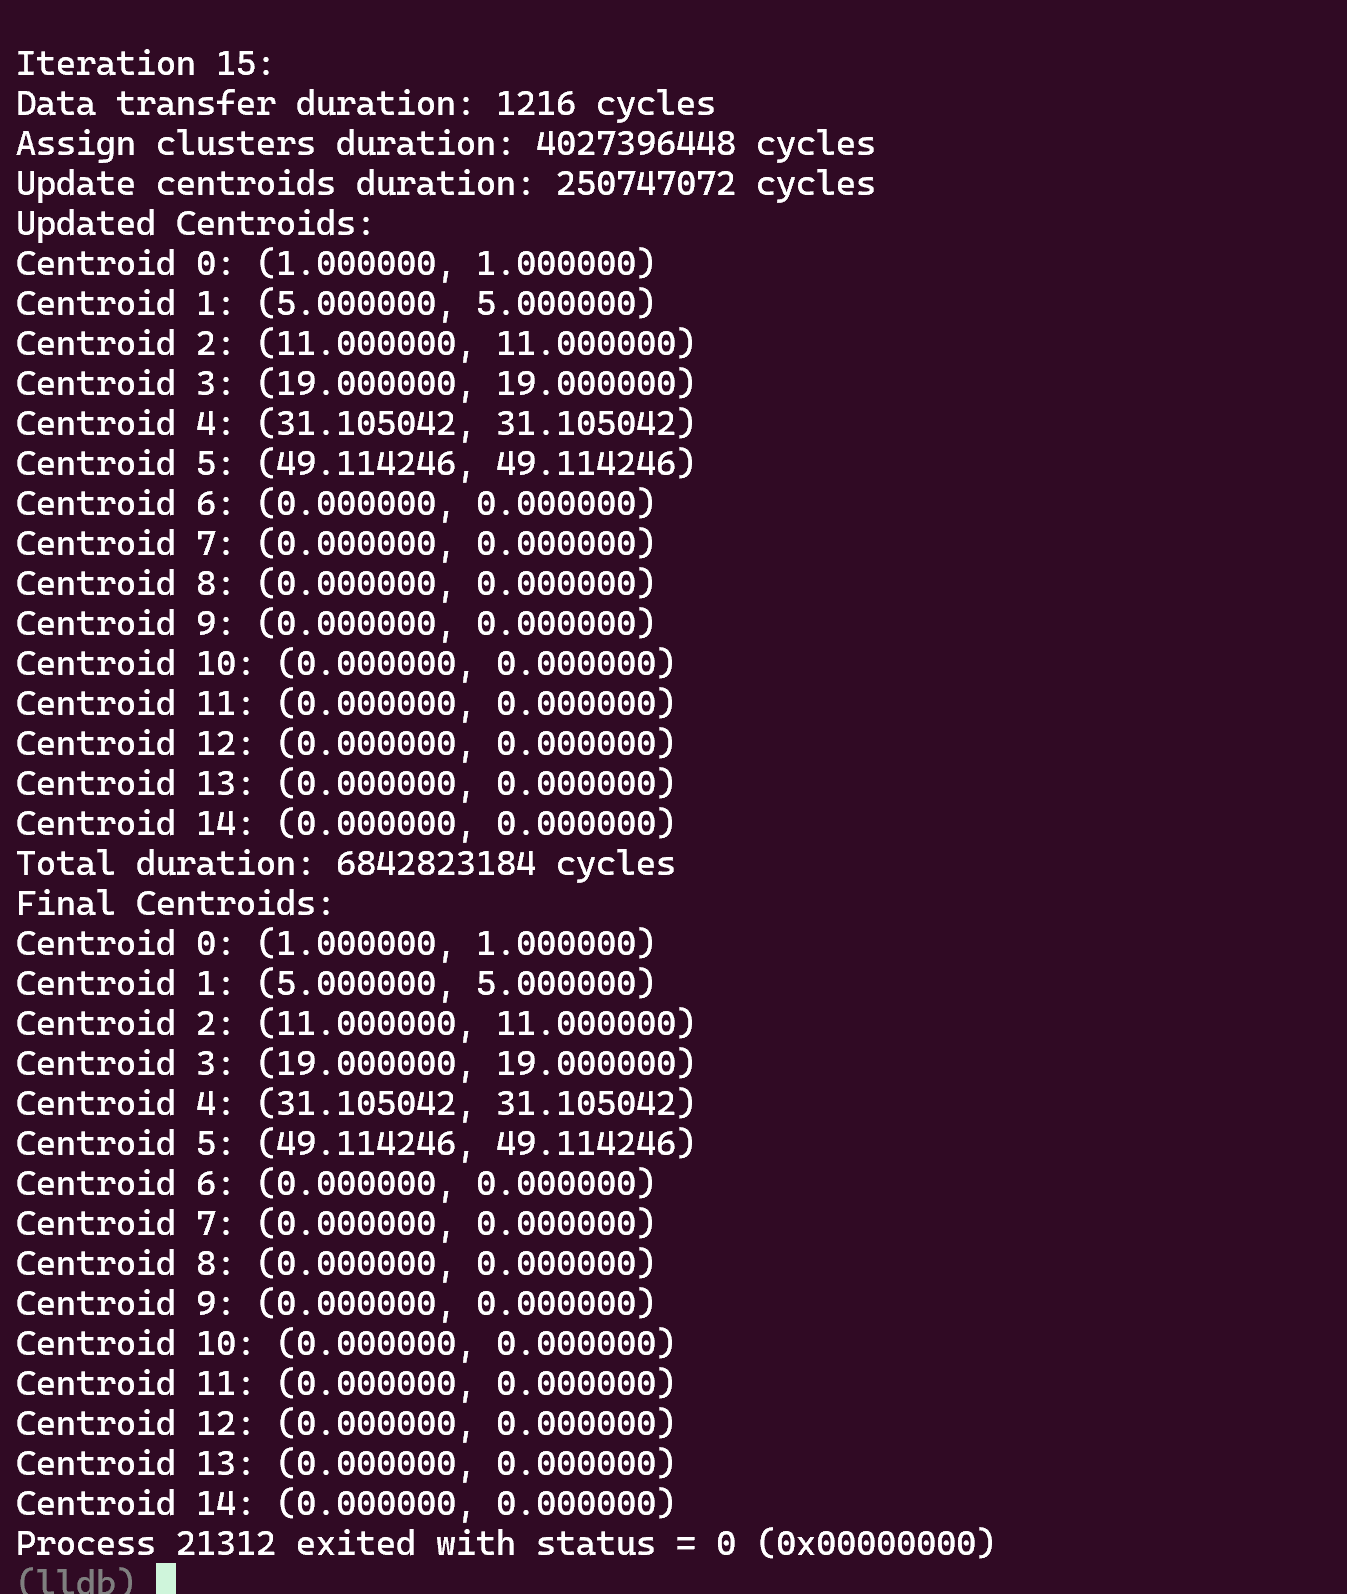 Iteration 15:
Data transfer duration: 1216 cycles
Assign clusters duration: 4027396448 cycles
Update centroids duration: 250747072 cycles
Updated Centroids:
Centroid 0: (1.000000, 1.000000)
Centroid 1: (5.000000, 5.000000)
Centroid 2: (11.000000, 11.000000)
Centroid 3: (19.000000, 19.000000)
Centroid 4: (31.105042, 31.105042)
Centroid 5: (49.114246, 49.114246)
Centroid 6: (0.000000, 0.000000)
Centroid 7: (0.000000, 0.000000)
Centroid 8: (0.000000, 0.000000)
Centroid 9: (0.000000, 0.000000)
Centroid 10: (0.000000, 0.000000)
Centroid 11: (0.000000, 0.000000)
Centroid 12: (0.000000, 0.000000)
Centroid 13: (0.000000, 0.000000)
Centroid 14: (0.000000, 0.000000)
Total duration: 6842823184 cycles
Final Centroids:
Centroid 0: (1.000000, 1.000000)
Centroid 1: (5.000000, 5.000000)
Centroid 2: (11.000000, 11.000000)
Centroid 3: (19.000000, 19.000000)
Centroid 4: (31.105042, 31.105042)
Centroid 5: (49.114246, 49.114246)
Centroid 6: (0.000000, 0.000000)
Centroid 7: (0.000000, 0.000000)
Centroid 8: (0.000000, 0.000000)
Centroid 9: (0.000000, 0.000000)
Centroid 10: (0.000000, 0.000000)
Centroid 11: (0.000000, 0.000000)
Centroid 12: (0.000000, 0.000000)
Centroid 13: (0.000000, 0.000000)
Centroid 14: (0.000000, 0.000000)
Process 21312 exited with status = 0 (0x00000000)
(lldb)